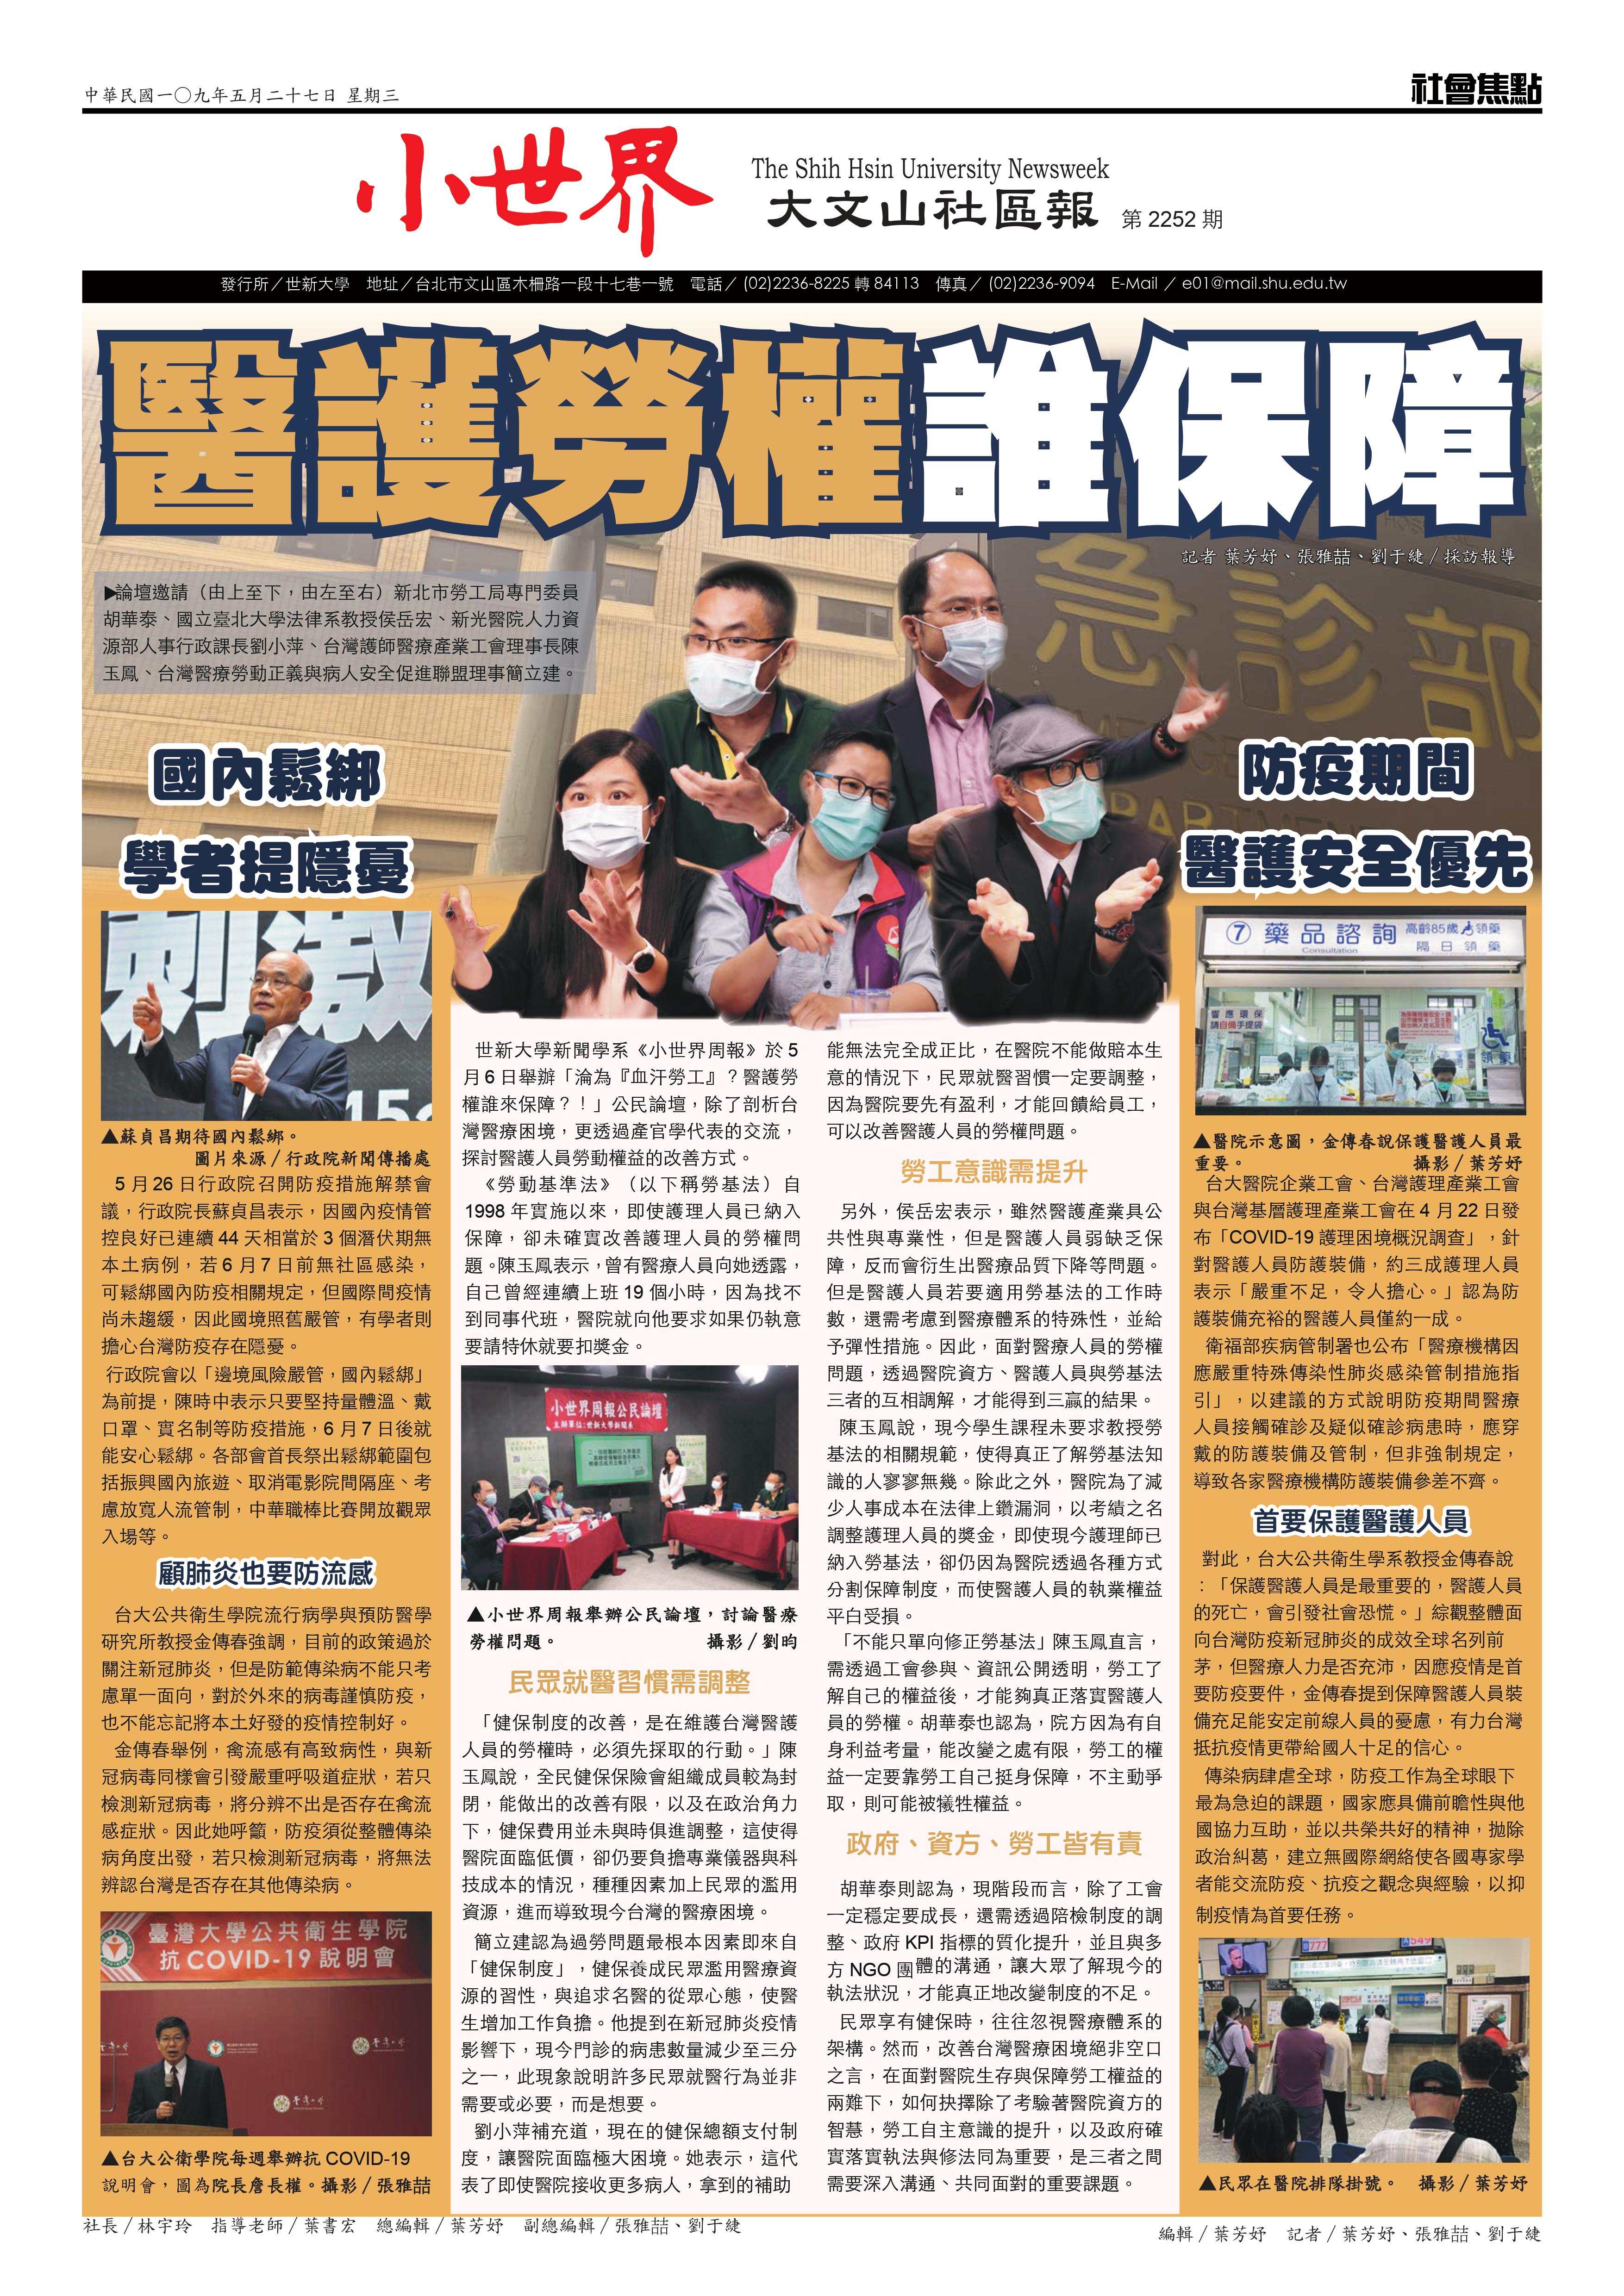 中華民國一〇九年五月二十七日 星期三
社會焦點
小世界
The Shih Hsin University Newsweek
大文山社區報 第 2252 期
發行所／世新大學 地址／台北市文山區木柵路一段十七巷一號 電話／ (02)2236-8225 轉 84113 傳真／ (02)2236-9094 E-Mail ／ e01@mail.shu.edu.tw
醫護勞權誰保障
記者 葉芳妤、張雅喆、劉于緁／採訪報導
▶論壇邀請（由上至下，由左至右）新北市勞工局專門委員
胡華泰、國立臺北大學法律系教授侯岳宏、新光醫院人力資
源部人事行政課長劉小萍、台灣護師醫療產業工會理事長陳
玉鳳、台灣醫療勞動正義與病人安全促進聯盟理事簡立建。
急診部
國內鬆綁
學者提隱憂
刺激
▲蘇貞昌期待國內鬆綁。
圖片來源／行政院新聞傳播處
5 月 26 日行政院召開防疫措施解禁會
議，行政院長蘇貞昌表示，因國內疫情管
控良好已連續 44 天相當於 3 個潛伏期無
本土病例，若 6 月 7 日前無社區感染，
可鬆綁國內防疫相關規定，但國際間疫情
尚未趨緩，因此國境照舊嚴管，有學者則
擔心台灣防疫存在隱憂。
行政院會以「邊境風險嚴管，國內鬆綁」
為前提，陳時中表示只要堅持量體溫、戴
口罩、實名制等防疫措施，6 月 7 日後就
能安心鬆綁。各部會首長祭出鬆綁範圍包
括振興國內旅遊、取消電影院間隔座、考
慮放寬人流管制，中華職棒比賽開放觀眾
入場等。
顧肺炎也要防流感
台大公共衛生學院流行病學與預防醫學
研究所教授金傳春強調，目前的政策過於
關注新冠肺炎，但是防範傳染病不能只考
慮單一面向，對於外來的病毒謹慎防疫，
也不能忘記將本土好發的疫情控制好。
金傳春舉例，禽流感有高致病性，與新
冠病毒同樣會引發嚴重呼吸道症狀，若只
檢測新冠病毒，將分辨不出是否存在禽流
感症狀。因此她呼籲，防疫須從整體傳染
病角度出發，若只檢測新冠病毒，將無法
辨認台灣是否存在其他傳染病。
臺灣大學公共衛生學院
抗 COVID-19 說明會
▲台大公衛學院每週舉辦抗 COVID-19
說明會，圖為院長詹長權。攝影／張雅喆
世新大學新聞學系《小世界周報》於 5
月 6 日舉辦「淪為『血汗勞工』？醫護勞
權誰來保障？！」公民論壇，除了剖析台
灣醫療困境，更透過產官學代表的交流，
探討醫護人員勞動權益的改善方式。
《勞動基準法》（以下稱勞基法）自
1998 年實施以來，即使護理人員已納入
保障，卻未確實改善護理人員的勞權問
題。陳玉鳳表示，曾有醫療人員向她透露，
自己曾經連續上班 19 個小時，因為找不
到同事代班，醫院就向他要求如果仍執意
要請特休就要扣獎金。
小世界周報公民論壇
主辦單位：世新大學新聞系
▲小世界周報舉辦公民論壇，討論醫療
勞權問題。 攝影／劉昀
民眾就醫習慣需調整
「健保制度的改善，是在維護台灣醫護
人員的勞權時，必須先採取的行動。」陳
玉鳳說，全民健保保險會組織成員較為封
閉，能做出的改善有限，以及在政治角力
下，健保費用並未與時俱進調整，這使得
醫院面臨低價，卻仍要負擔專業儀器與科
技成本的情況，種種因素加上民眾的濫用
資源，進而導致現今台灣的醫療困境。
簡立建認為過勞問題最根本因素即來自
「健保制度」，健保養成民眾濫用醫療資
源的習性，與追求名醫的從眾心態，使醫
生增加工作負擔。他提到在新冠肺炎疫情
影響下，現今門診的病患數量減少至三分
之一，此現象說明許多民眾就醫行為並非
需要或必要，而是想要。
劉小萍補充道，現在的健保總額支付制
度，讓醫院面臨極大困境。她表示，這代
表了即使醫院接收更多病人，拿到的補助
能無法完全成正比，在醫院不能做賠本生
意的情況下，民眾就醫習慣一定要調整，
因為醫院要先有盈利，才能回饋給員工，
可以改善醫護人員的勞權問題。
勞工意識需提升
另外，侯岳宏表示，雖然醫護產業具公
共性與專業性，但是醫護人員弱缺乏保
障，反而會衍生出醫療品質下降等問題。
但是醫護人員若要適用勞基法的工作時
數，還需考慮到醫療體系的特殊性，並給
予彈性措施。因此，面對醫療人員的勞權
問題，透過醫院資方、醫護人員與勞基法
三者的互相調解，才能得到三贏的結果。
陳玉鳳說，現今學生課程未要求教授勞
基法的相關規範，使得真正了解勞基法知
識的人寥寥無幾。除此之外，醫院為了減
少人事成本在法律上鑽漏洞，以考績之名
調整護理人員的獎金，即使現今護理師已
納入勞基法，卻仍因為醫院透過各種方式
分割保障制度，而使醫護人員的執業權益
平白受損。
「不能只單向修正勞基法」陳玉鳳直言，
需透過工會參與、資訊公開透明，勞工了
解自己的權益後，才能夠真正落實醫護人
員的勞權。胡華泰也認為，院方因為有自
身利益考量，能改變之處有限，勞工的權
益一定要靠勞工自己挺身保障，不主動爭
取，則可能被犧牲權益。
政府、資方、勞工皆有責
胡華泰則認為，現階段而言，除了工會
一定穩定要成長，還需透過陪檢制度的調
整、政府 KPI 指標的質化提升，並且與多
方 NGO 團體的溝通，讓大眾了解現今的
執法狀況，才能真正地改變制度的不足。
民眾享有健保時，往往忽視醫療體系的
架構。然而，改善台灣醫療困境絕非空口
之言，在面對醫院生存與保障勞工權益的
兩難下，如何抉擇除了考驗著醫院資方的
智慧，勞工自主意識的提升，以及政府確
實落實執法與修法同為重要，是三者之間
需要深入溝通、共同面對的重要課題。
防疫期間
醫護安全優先
7 藥品諮詢 高齡85歲 領藥
Consultation 隔日領藥
響應環保
請自備手提袋
領藥
▲醫院示意圖，金傳春說保護醫護人員最
重要。 攝影／葉芳妤
台大醫院企業工會、台灣護理產業工會
與台灣基層護理產業工會在 4 月 22 日發
布「COVID-19 護理困境概況調查」，針
對醫護人員防護裝備，約三成護理人員
表示「嚴重不足，令人擔心。」認為防
護裝備充裕的醫護人員僅約一成。
衛福部疾病管制署也公布「醫療機構因
應嚴重特殊傳染性肺炎感染管制措施指
引」，以建議的方式說明防疫期間醫療
人員接觸確診及疑似確診病患時，應穿
戴的防護裝備及管制，但非強制規定，
導致各家醫療機構防護裝備參差不齊。
首要保護醫護人員
對此，台大公共衛生學系教授金傳春說
：「保護醫護人員是最重要的，醫護人員
的死亡，會引發社會恐慌。」綜觀整體面
向台灣防疫新冠肺炎的成效全球名列前
茅，但醫療人力是否充沛，因應疫情是首
要防疫要件，金傳春提到保障醫護人員裝
備充足能安定前線人員的憂慮，有力台灣
抵抗疫情更帶給國人十足的信心。
傳染病肆虐全球，防疫工作為全球眼下
最為急迫的課題，國家應具備前瞻性與他
國協力互助，並以共榮共好的精神，拋除
政治糾葛，建立無國際網絡使各國專家學
者能交流防疫、抗疫之觀念與經驗，以抑
制疫情為首要任務。
▲民眾在醫院排隊掛號。 攝影／葉芳妤
社長／林宇玲 指導老師／葉書宏 總編輯／葉芳妤 副總編輯／張雅喆、劉于緁
編輯／葉芳妤 記者／葉芳妤、張雅喆、劉于緁